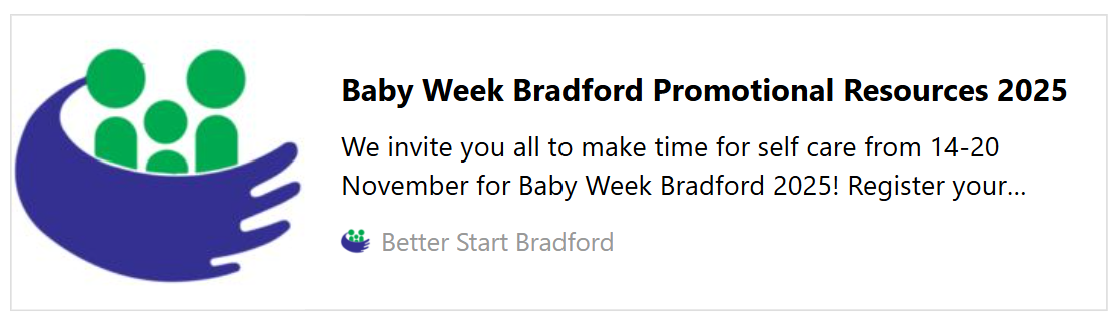 Baby Week Bradford Promotional Resources 2025
We invite you all to make time for self care from 14-20
November for Baby Week Bradford 2025! Register your...
Better Start Bradford